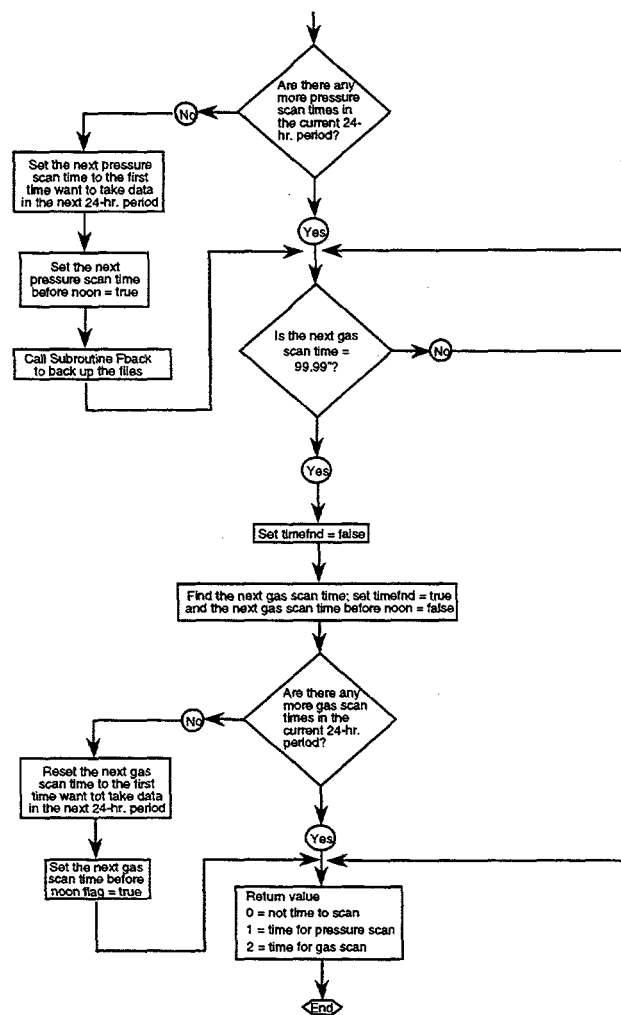 Are there any
more pressure
scan times in
the current 24-
hr. period?
No
Set the next pressure
scan time to the first
time want to take data
in the next 24-hr. period
Yes
Set the next
pressure scan time
before noon = true
Call Subroutine Fback
to back up the files
Is the next gas
scan time =
99.99"?
No
Yes
Set timefnd = false
Find the next gas scan time; set timefnd = true
and the next gas scan time before noon = false
Are there any
more gas scan
times in the
current 24-hr.
period?
No
Reset the next gas
scan time to the first
time want tot take data
in the next 24-hr. period
Yes
Set the next gas
scan time before
noon flag = true
Return value
0 = not time to scan
1 = time for pressure scan
2 = time for gas scan
End